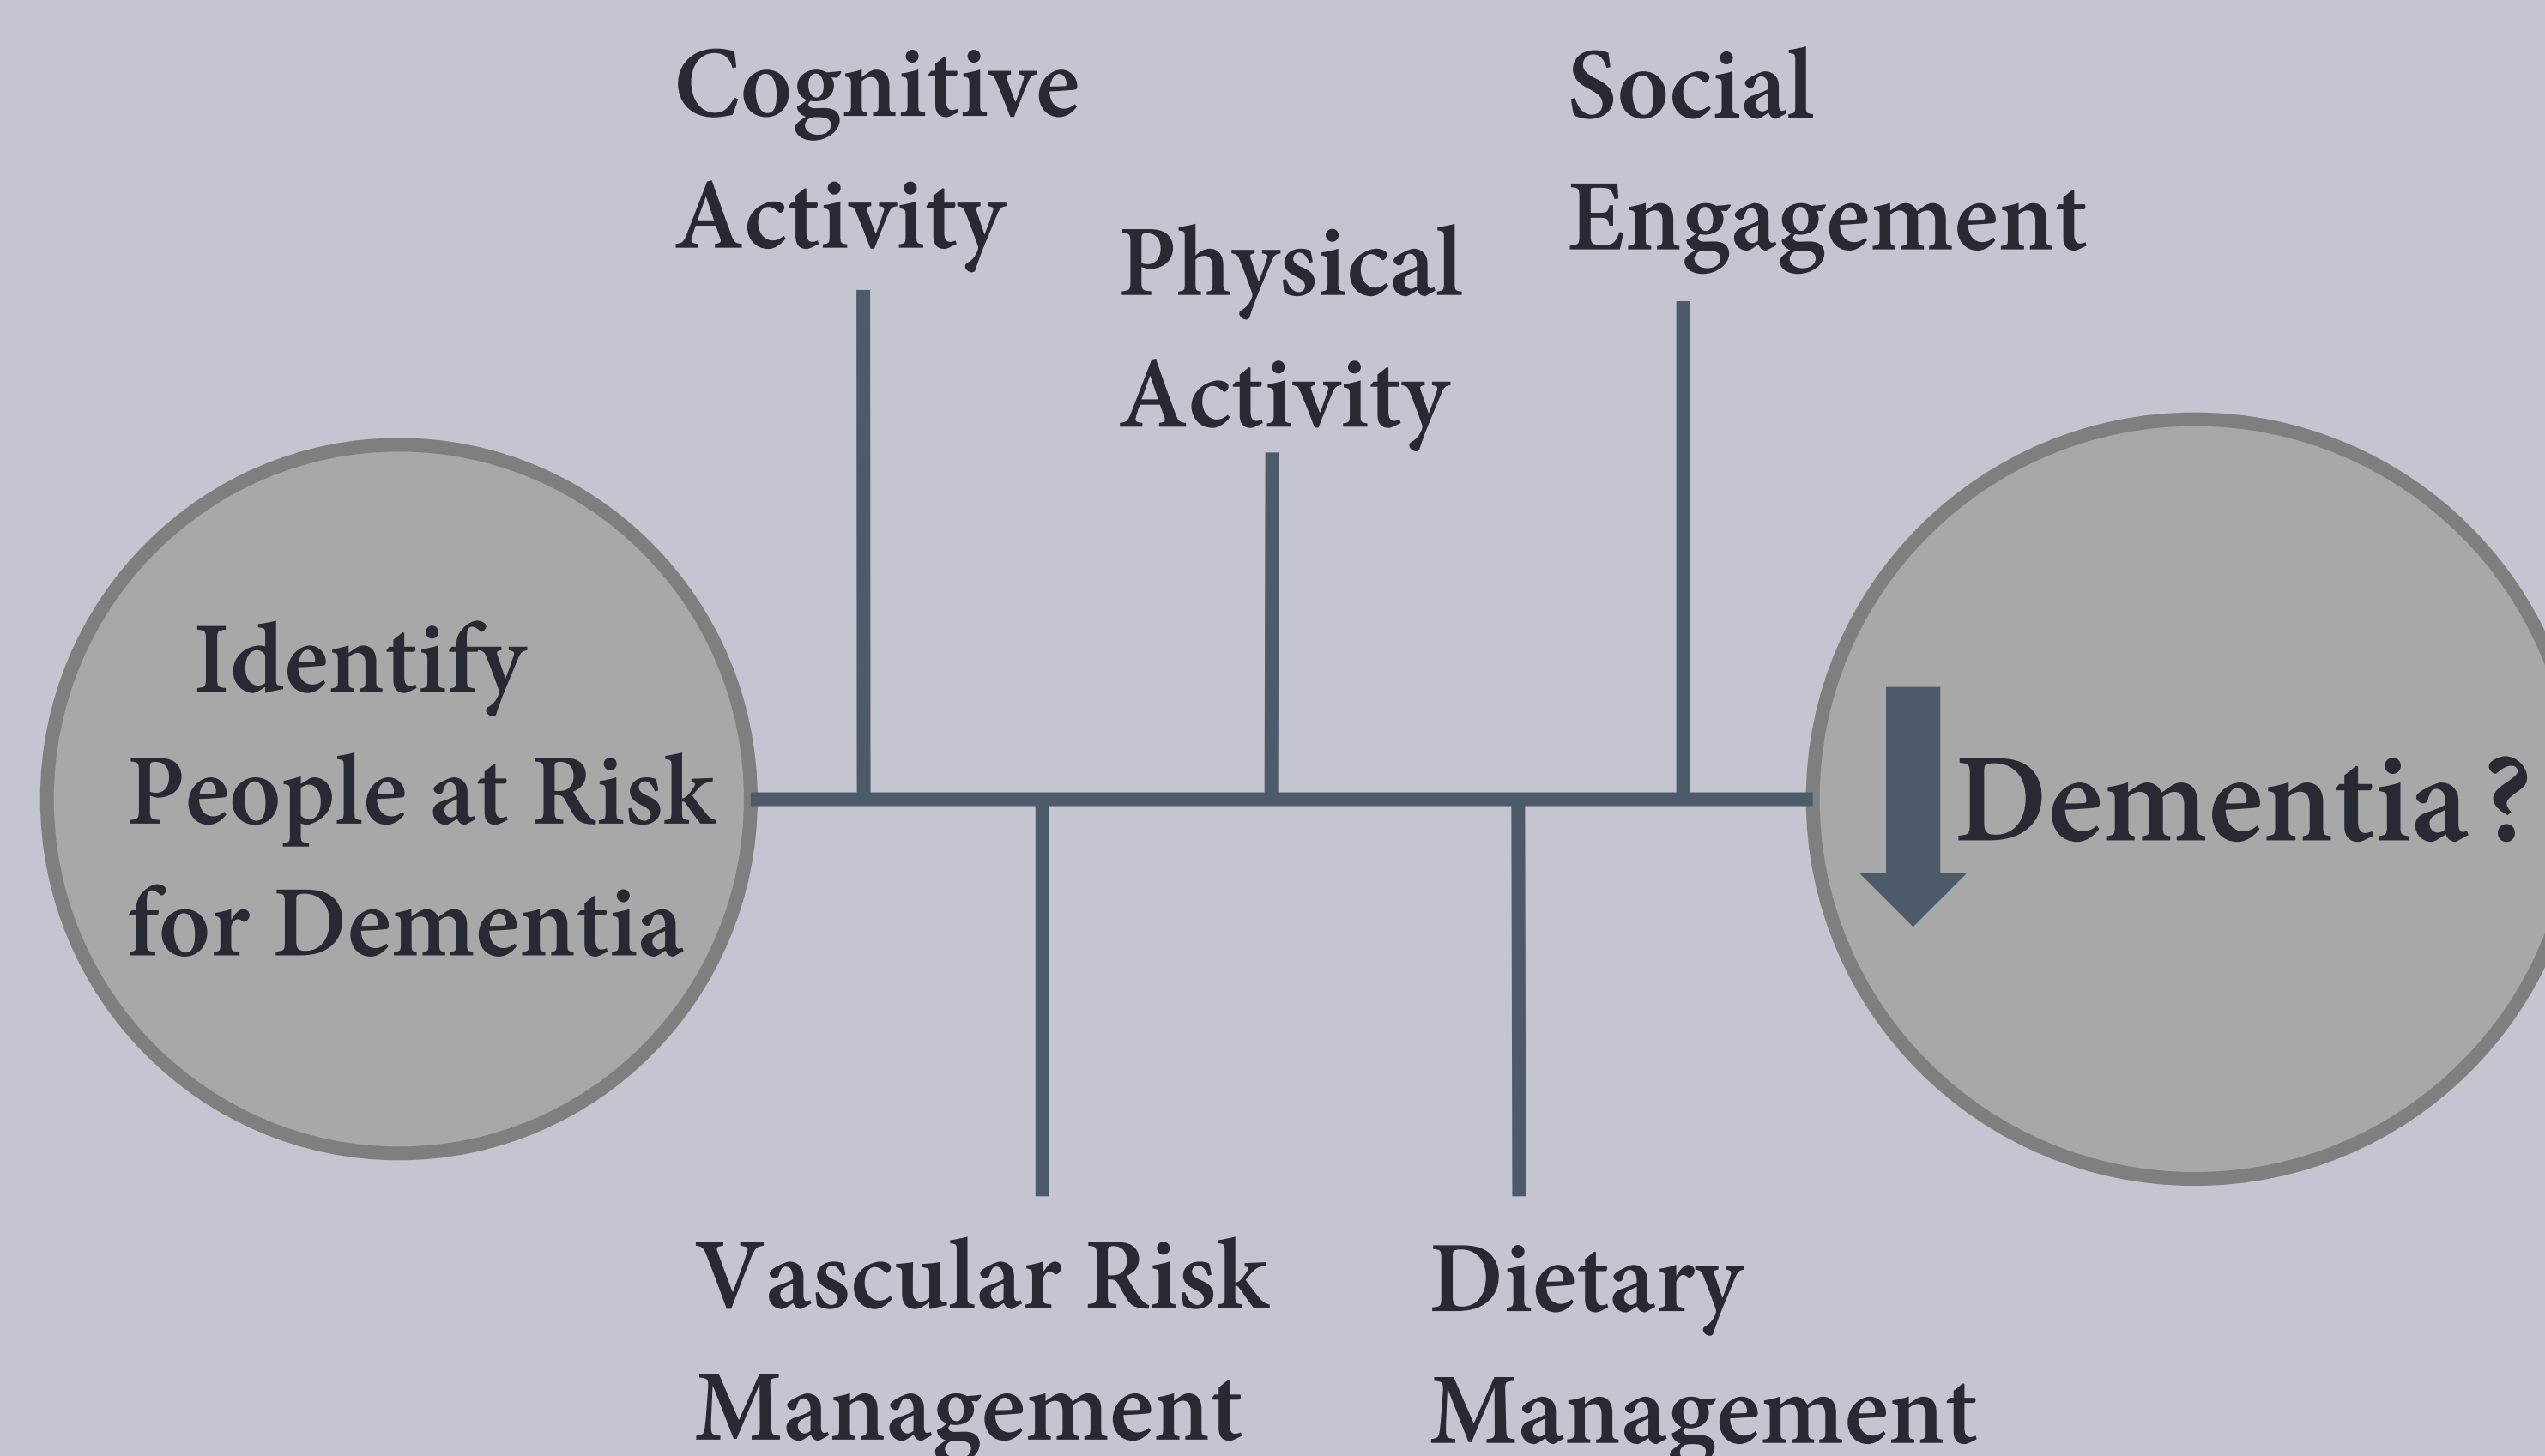 Cognitive
Activity
Social
Engagement
Physical
Activity
Identify
People at Risk
for Dementia
Dementia?
Vascular Risk
Management
Dietary
Management